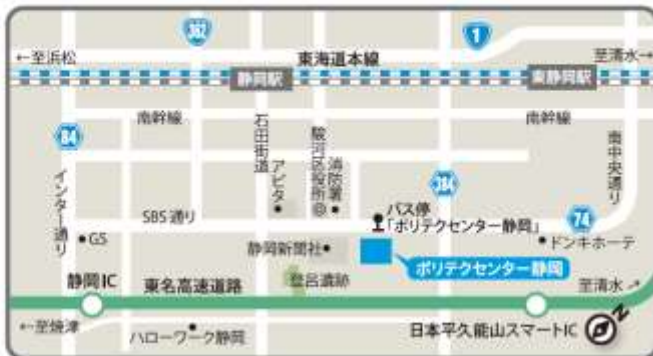 362
1
←至浜松
東海道本線
至清水→
静岡駅
東静岡駅
南幹線
南幹線
84
石田街道
駿河区役所
消防署
南中央通り
インター通り
アピタ
384
バス停
「ポリテクセンター静岡」
SBS通り
74
GS
ドンキホーテ
静岡新聞社
ポリテクセンター静岡
静岡IC
東名高速道路
登呂遺跡
至清水→
←至焼津
ハローワーク静岡
日本平久能山スマートIC
N